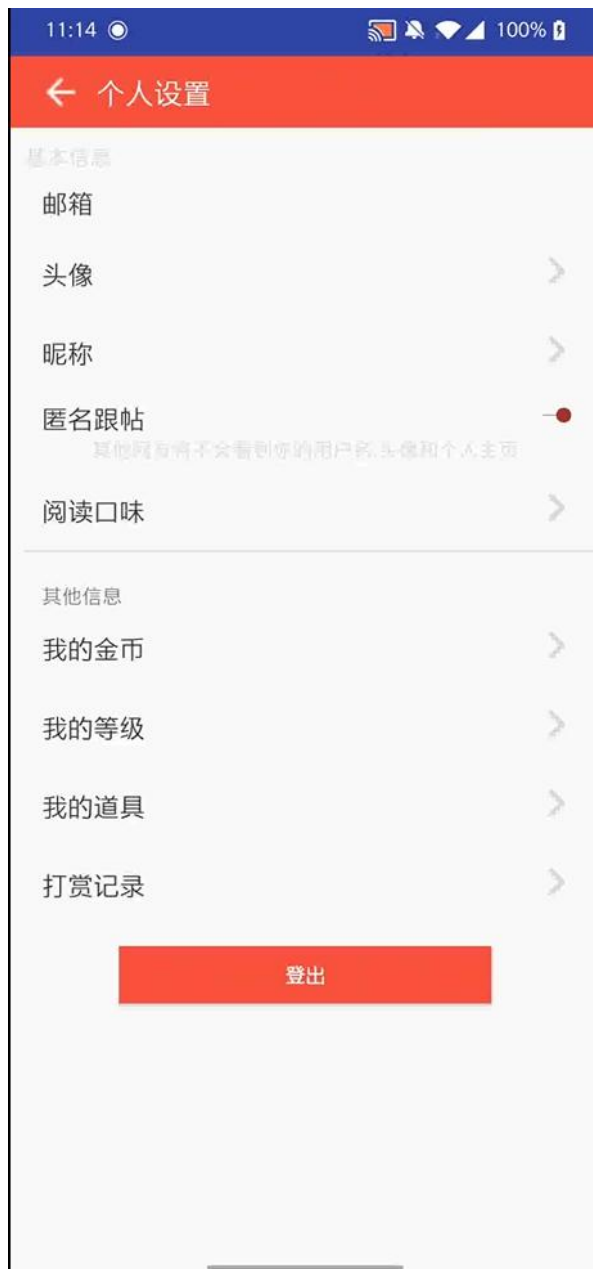 11:14
100%
个人设置
基本信息
邮箱
头像
昵称
匿名跟帖
其他网友将不会看到你的用户名,头像和个人主页
阅读口味
其他信息
我的金币
我的等级
我的道具
打赏记录
登出